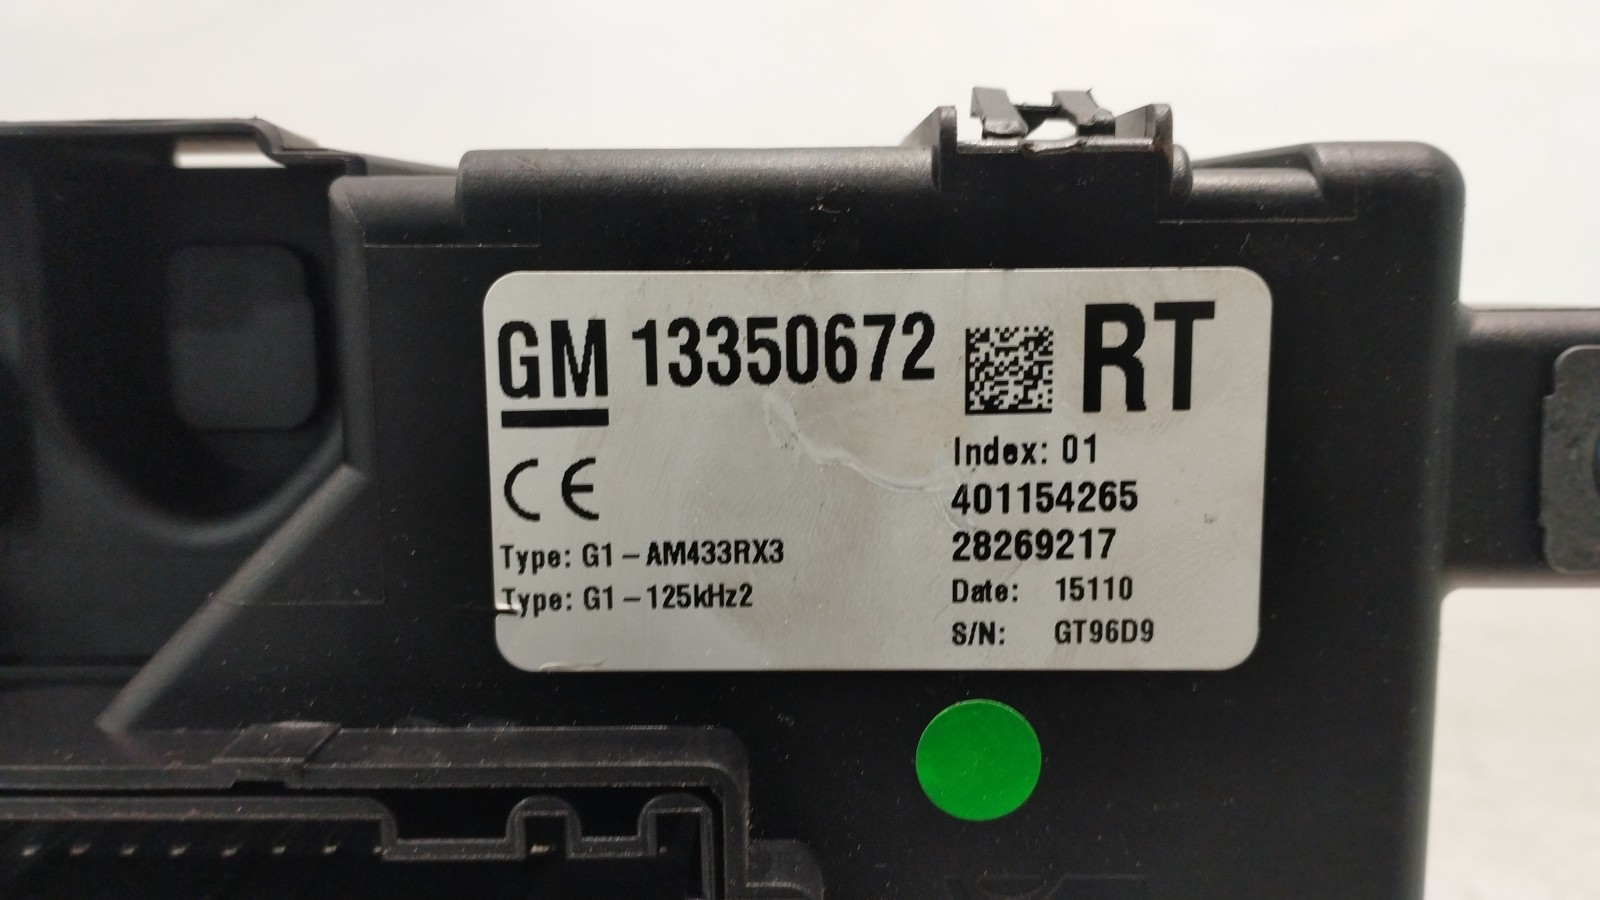 GM 13350672 RT
CE
Index: 01
401154265
Type: G1-AM433RX3
28269217
Type: G1-125kHz2
Date: 15110
S/N: GT96D9